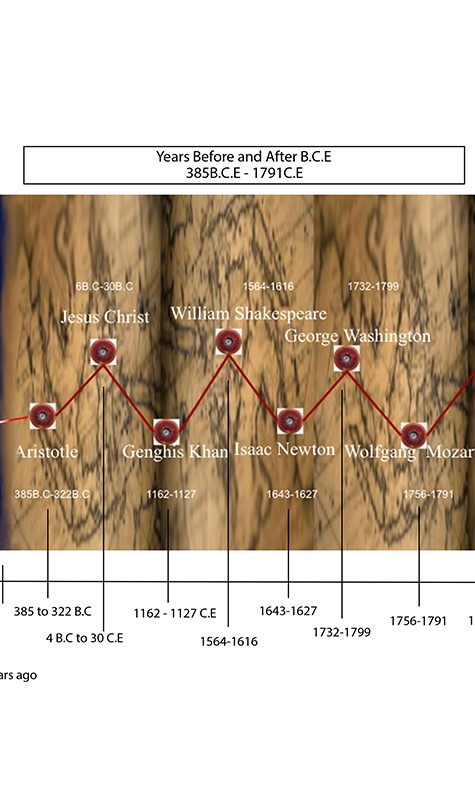 Years Before and After B.C.E
385B.C.E - 1791C.E
6B.C-30B.C
1564-1616
1732-1799
Jesus Christ
William Shakespeare
George Washington
Aristotle
Genghis Khan
Isaac Newton
Wolfgang Mozar
385B.C-322B.C
1162-1127
1643-1627
1756-1791
385 to 322 B.C
1162 - 1127 C.E
1643-1627
1756-1791
1
4 B.C to 30 C.E
1564-1616
1732-1799
ars ago